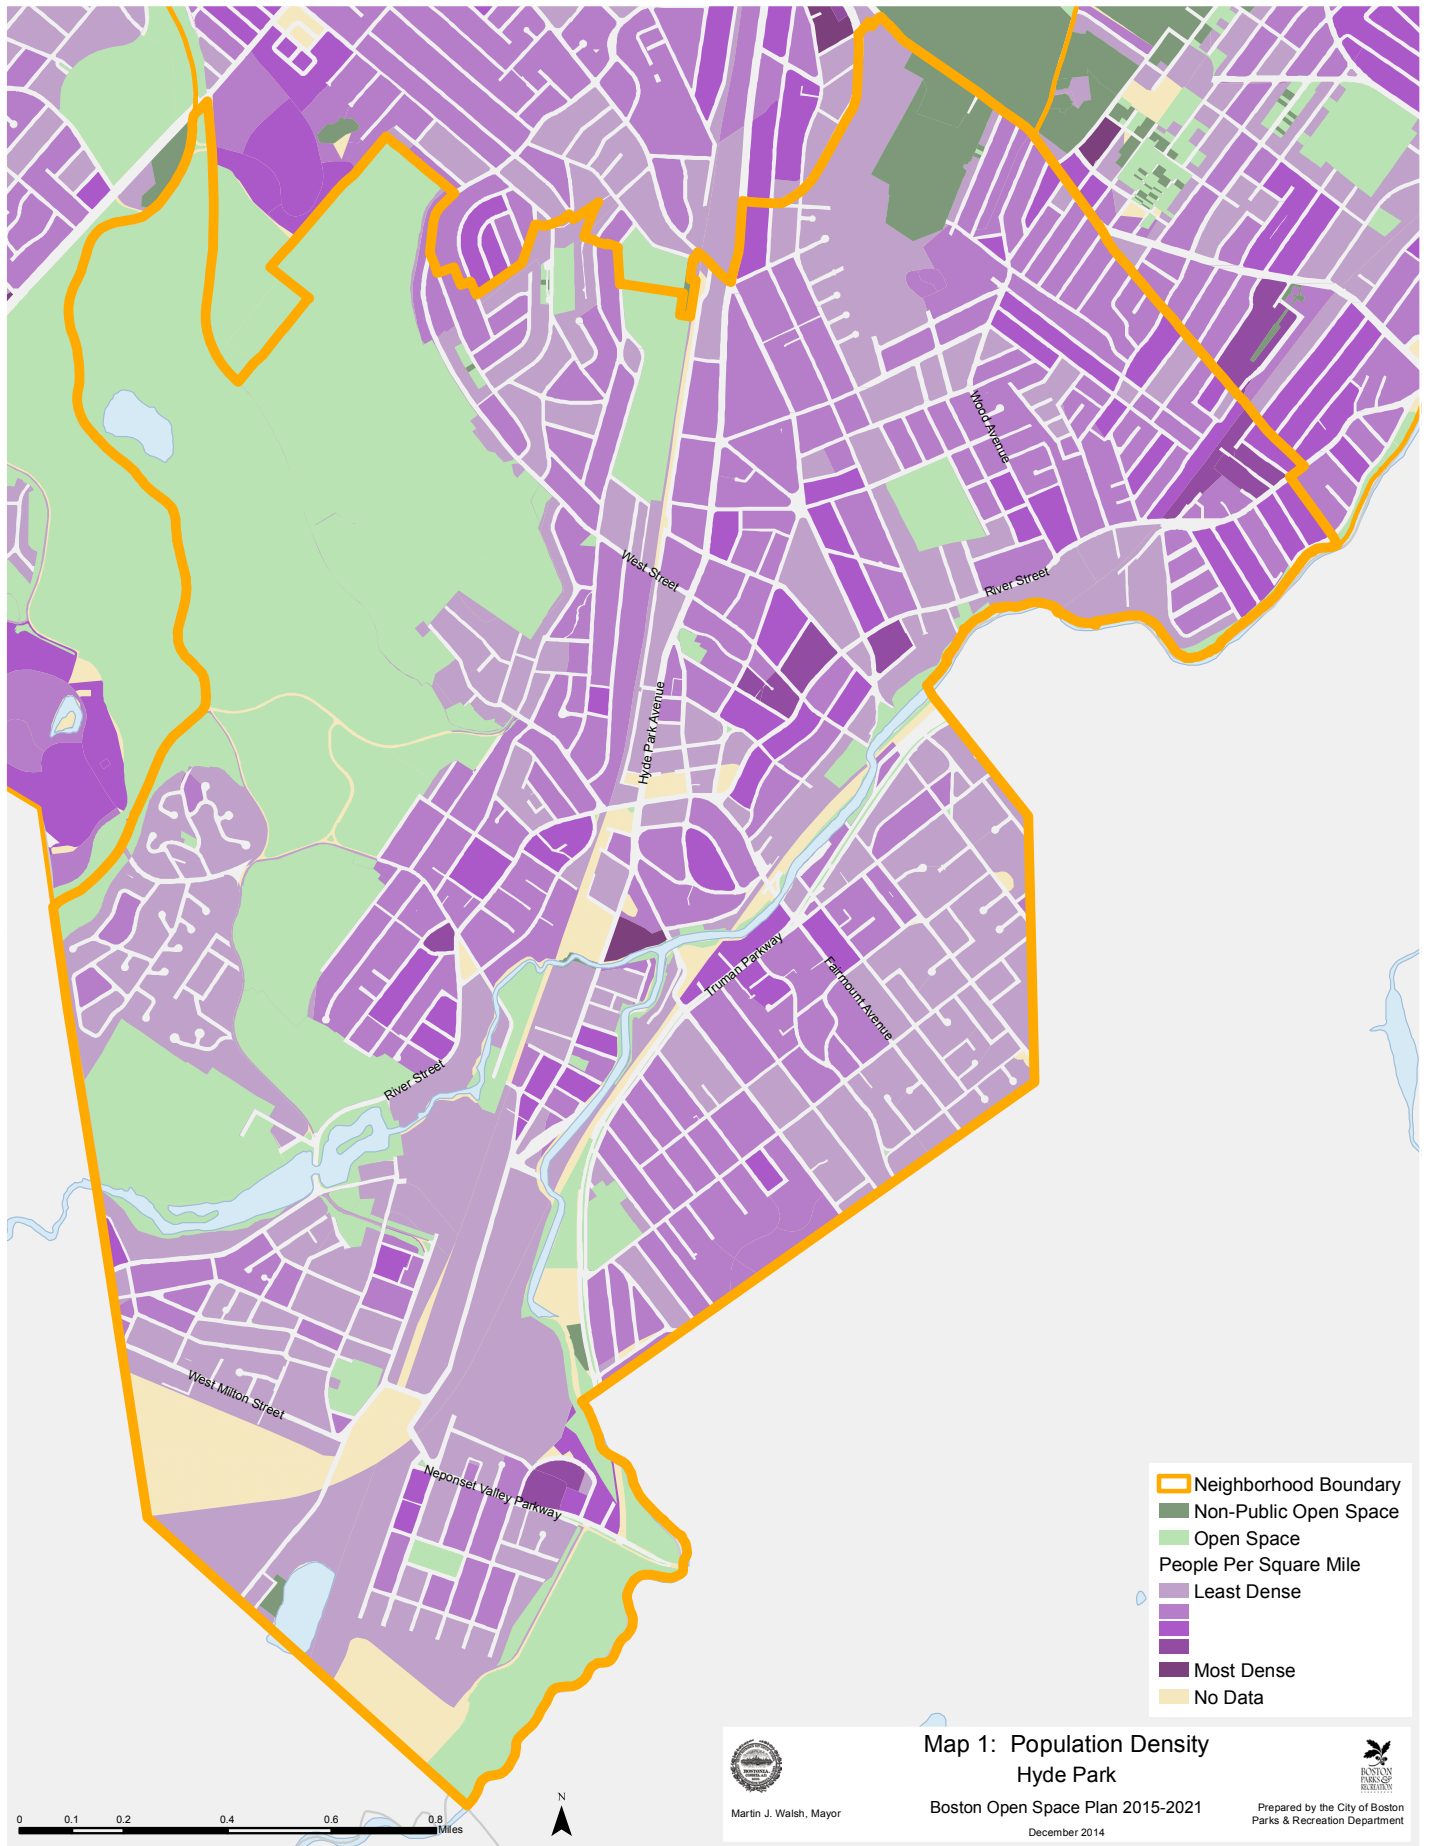 Wood Avenue
West Street
River Street
Hyde Park Avenue
Truman Parkway
Fairmount Avenue
River Street
West Milton Street
Neponset Valley Parkway
Neighborhood Boundary
Non-Public Open Space
Open Space
People Per Square Mile
Least Dense
Most Dense
No Data
Map 1: Population Density
Hyde Park
Boston Open Space Plan 2015-2021
December 2014
Martin J. Walsh, Mayor
BOSTON
PARKS &
RECREATION
Prepared by the City of Boston
Parks & Recreation Department
N
0 0.1 0.2 0.4 0.6 0.8
Miles